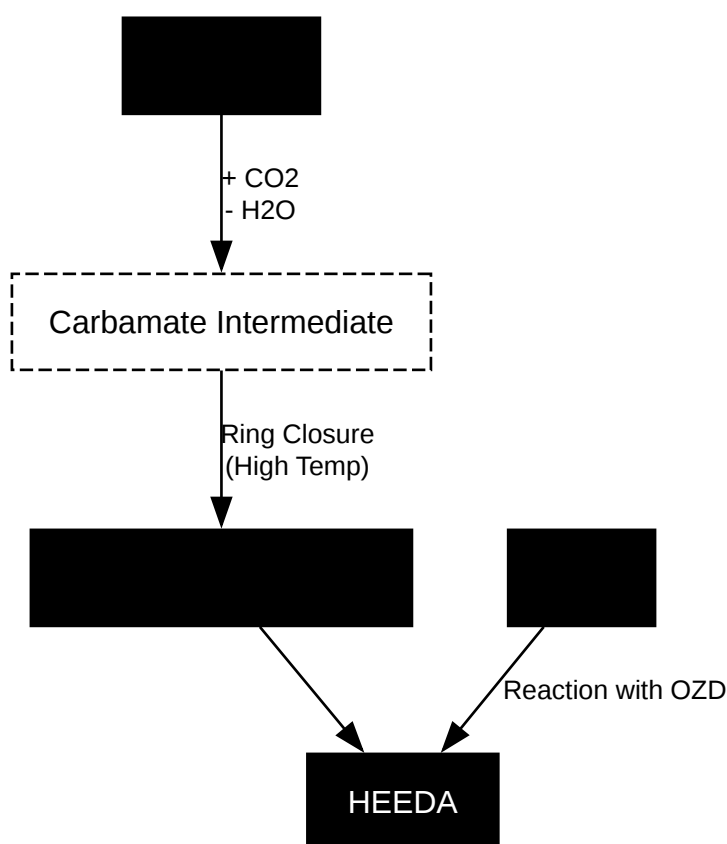 + CO2
- H2O
Carbamate Intermediate
Ring Closure
(High Temp)
Reaction with OZD
HEEDA